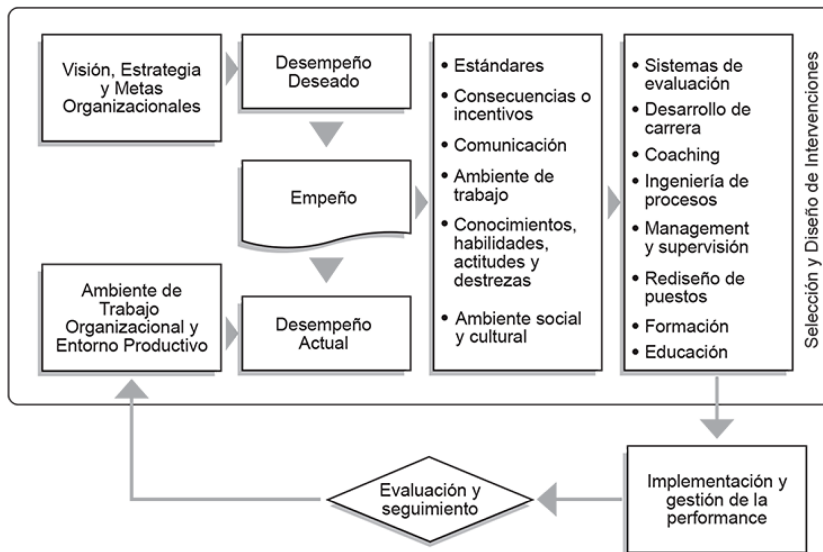 Visión, Estrategia
y Metas
Organizacionales
Desempeño
Deseado
Empeño
Ambiente de
Trabajo
Organizacional y
Entorno Productivo
Desempeño
Actual
• Estándares
• Consecuencias o
incentivos
• Comunicación
• Ambiente de
trabajo
• Conocimientos,
habilidades,
actitudes y
destrezas
• Ambiente social
y cultural
• Sistemas de
evaluación
• Desarrollo de
carrera
• Coaching
• Ingeniería de
procesos
• Management
y supervisión
• Rediseño de
puestos
• Formación
• Educación
Selección y Diseño de Intervenciones
Implementación y
gestión de la
performance
Evaluación y
seguimiento